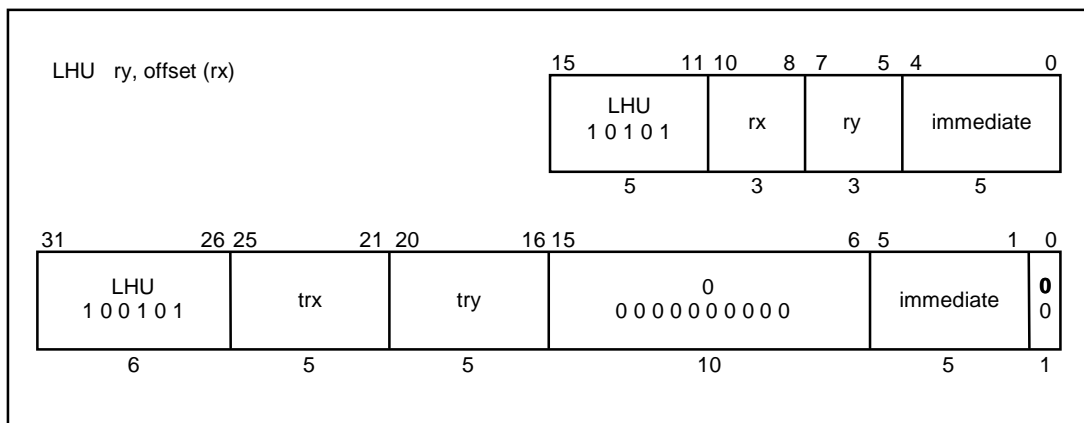 LHU ry, offset (rx)
15 11 10 8 7 5 4 0
LHU rx ry immediate
1 0 1 0 1
5 3 3 5
31 26 25 21 20 16 15 6 5 1 0
LHU trx try 0 immediate 0
1 0 0 1 0 1 0 0 0 0 0 0 0 0 0 0 0
6 5 5 10 5 1